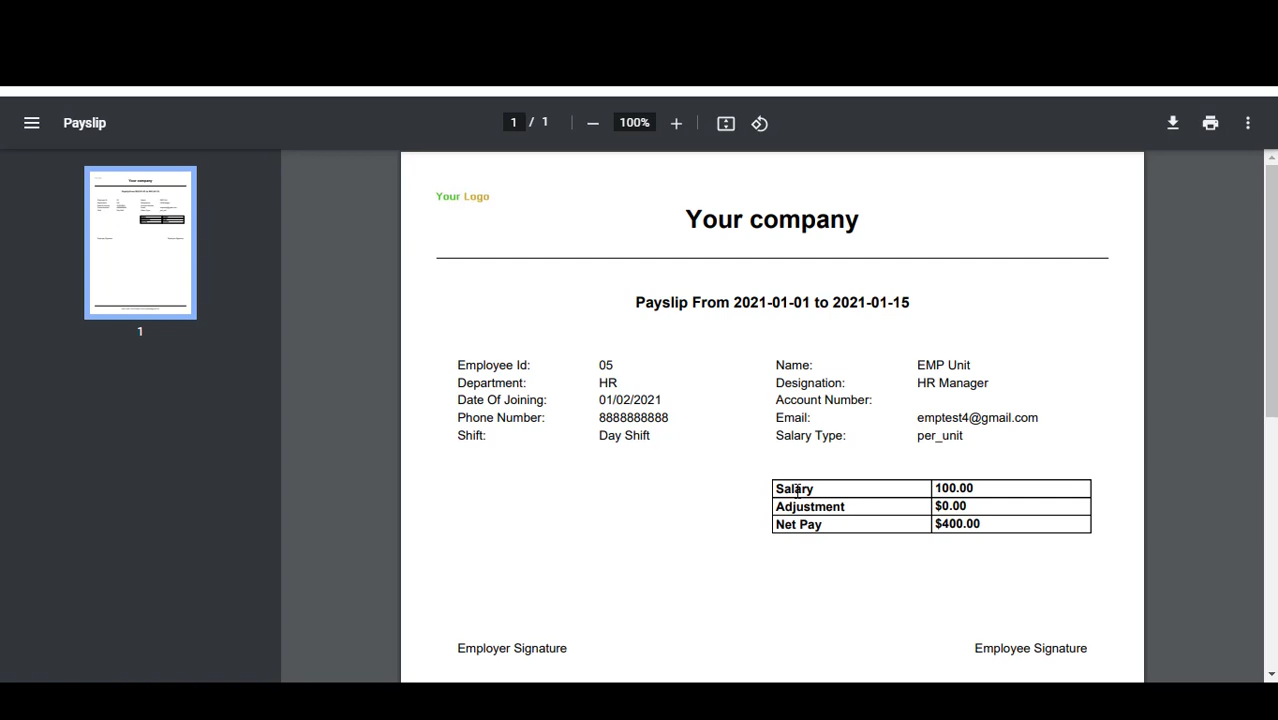 Payslip
1 / 1
100%
1
Your Logo
Your company
Payslip From 2021-01-01 to 2021-01-15
Employee Id: 05 Name: EMP Unit
Department: HR Designation: HR Manager
Date Of Joining: 01/02/2021 Account Number:
Phone Number: 8888888888 Email: emptest4@gmail.com
Shift: Day Shift Salary Type: per_unit
Salary 100.00
Adjustment $0.00
Net Pay $400.00
Employer Signature Employee Signature